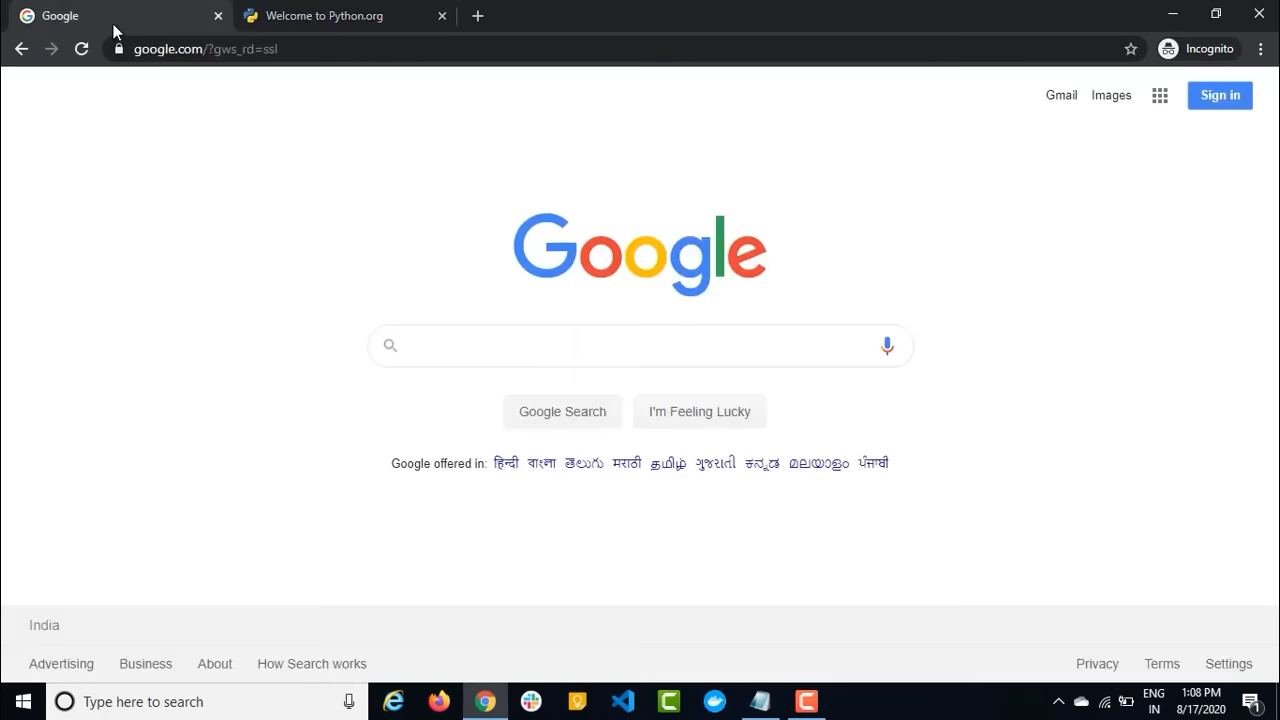 Google
Welcome to Python.org
google.com/?gws_rd=ssl
Incognito
Gmail Images Sign in
Google
Google Search I'm Feeling Lucky
Google offered in: हिन्दी বাংলা తెలుగు मराठी தமிழ் ગુજરાતી ಕನ್ನಡ മലയാളം ਪੰਜਾਬੀ
India
Advertising Business About How Search works Privacy Terms Settings
Type here to search
ENG
IN
1:08 PM
8/17/2020
1